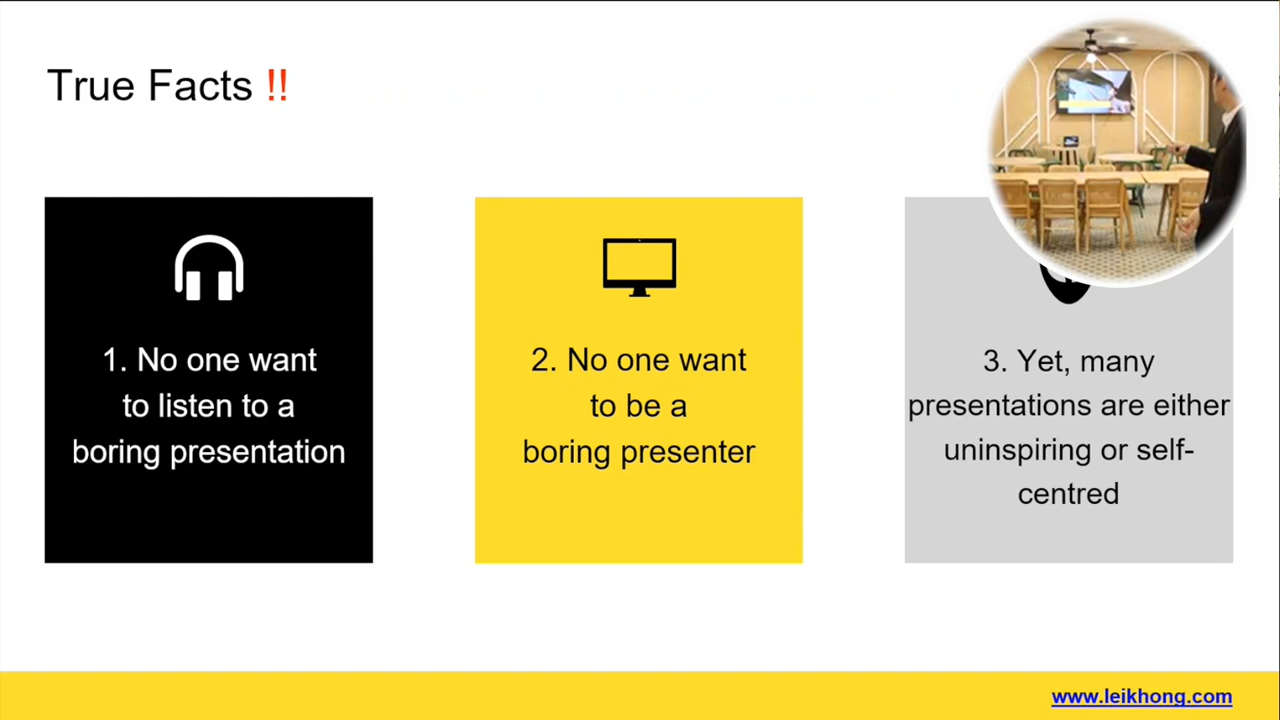 True Facts !!
1. No one want
to listen to a
boring presentation
2. No one want
to be a
boring presenter
3. Yet, many
presentations are either
uninspiring or self-
centred
www.leikhong.com